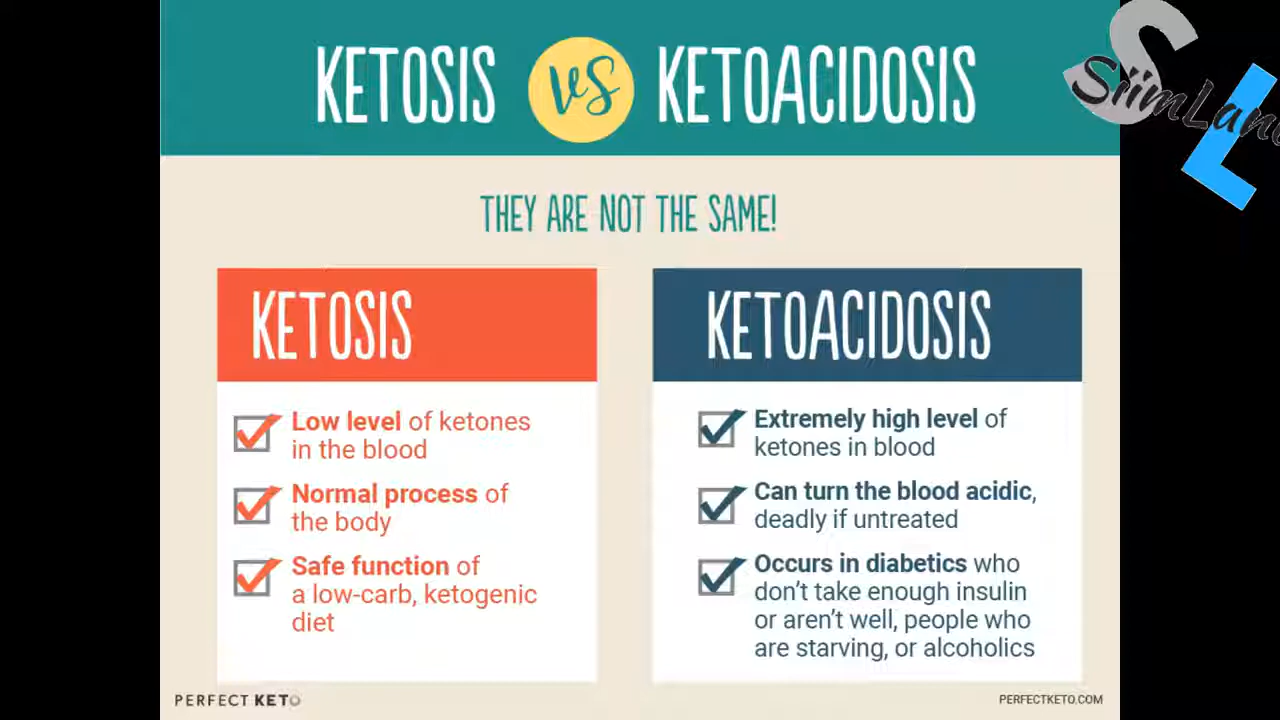 KETOSIS VS KETOACIDOSIS
SiimLan
THEY ARE NOT THE SAME!
KETOSIS
Low level of ketones
in the blood
Normal process of
the body
Safe function of
a low-carb, ketogenic
diet
KETOACIDOSIS
Extremely high level of
ketones in blood
Can turn the blood acidic,
deadly if untreated
Occurs in diabetics who
don't take enough insulin
or aren't well, people who
are starving, or alcoholics
PERFECT KETO
PERFECTKETO.COM